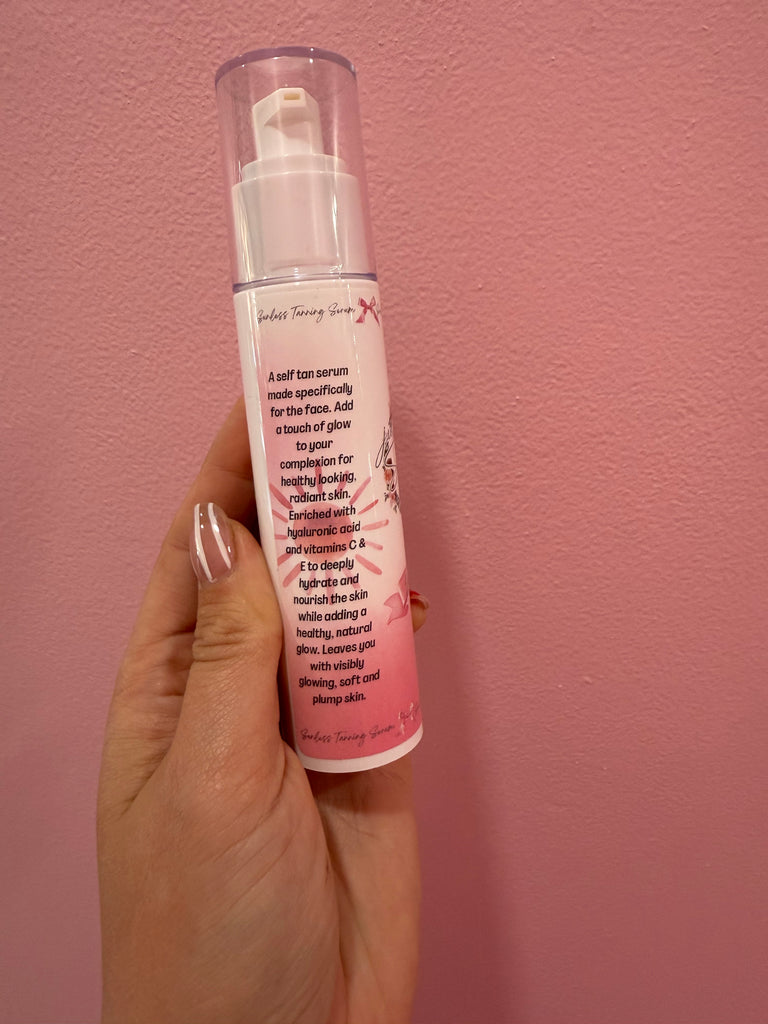 Sunless Tanning Serum
A self tan serum
made specifically
for the face. Add
a touch of glow
to your
complexion for
healthy looking,
radiant skin.
Enriched with
hyaluronic acid
and vitamins C &
E to deeply
hydrate and
nourish the skin
while adding a
healthy, natural
glow. Leaves you
with visibly
glowing, soft and
plump skin.
Sunless Tanning Serum